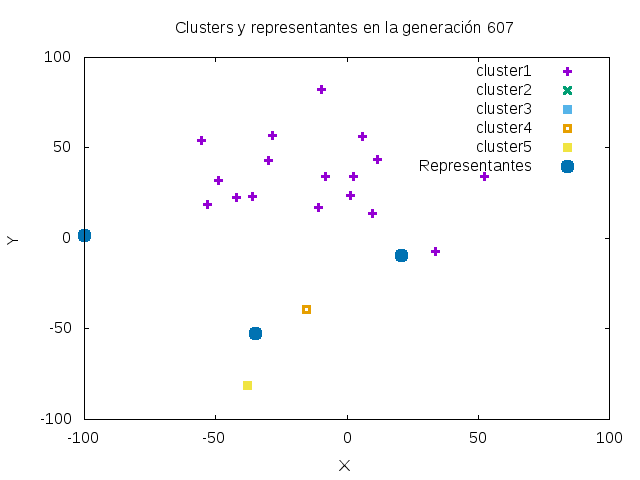 Clusters y representantes en la generación 607
100
50
0
-50
-100
-100
-50
0
50
100
Y
X
cluster1
cluster2
cluster3
cluster4
cluster5
Representantes